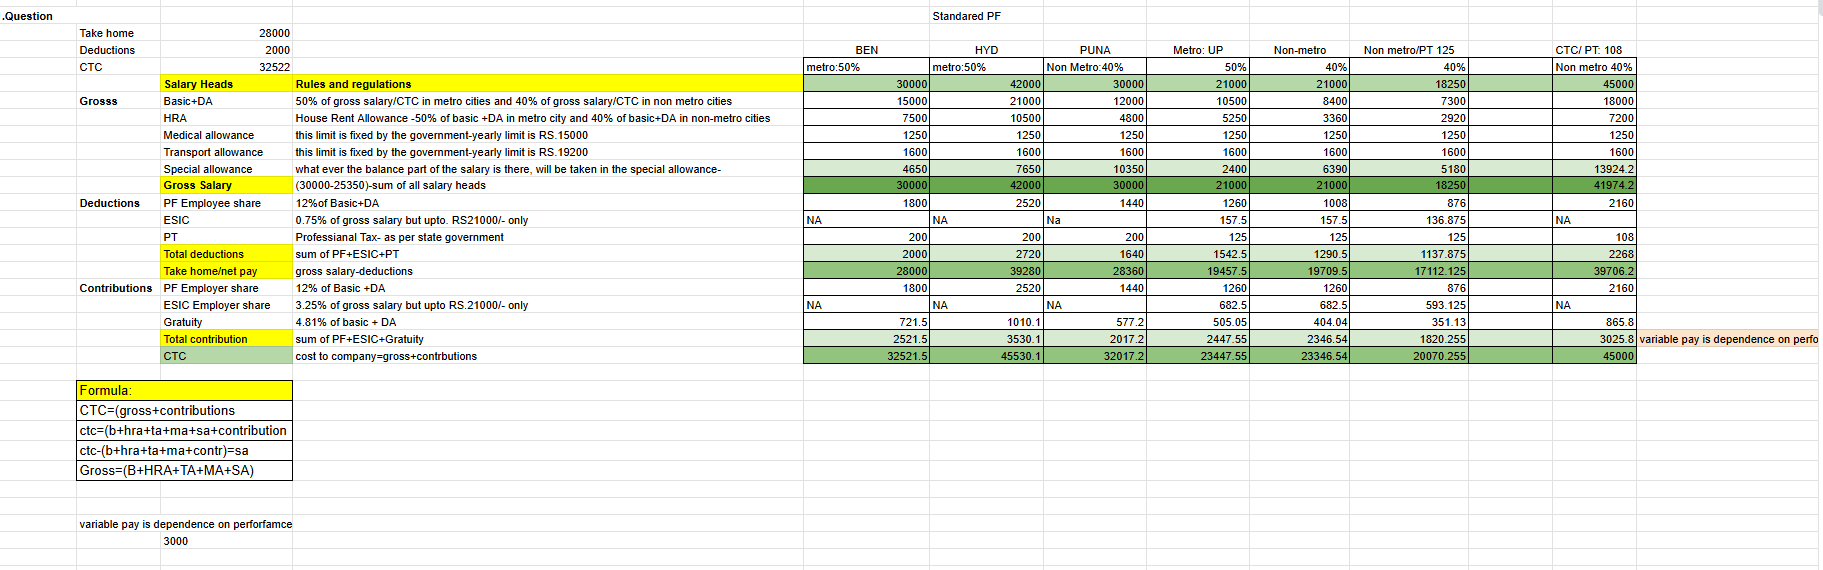 .Question Standared PF
Take home 28000
Deductions 2000 BEN HYD PUNA Metro: UP Non-metro Non metro/PT 125 CTC/ PT: 108
CTC 32522 metro:50% metro:50% Non Metro:40% 50% 40% 40% Non metro 40%
Salary Heads Rules and regulations 30000 42000 30000 21000 21000 18250 45000
Grosss Basic+DA 50% of gross salary/CTC in metro cities and 40% of gross salary/CTC in non metro cities 15000 21000 12000 10500 8400 7300 18000
HRA House Rent Allowance -50% of basic +DA in metro city and 40% of basic+DA in non-metro cities 7500 10500 4800 5250 3360 2920 7200
Medical allowance this limit is fixed by the government-yearly limit is RS.15000 1250 1250 1250 1250 1250 1250 1250
Transport allowance this limit is fixed by the government-yearly limit is RS.19200 1600 1600 1600 1600 1600 1600 1600
Special allowance what ever the balance part of the salary is there, will be taken in the special allowance- 4650 7650 10350 2400 6390 5180 13924.2
Gross Salary (30000-25350)-sum of all salary heads 30000 42000 30000 21000 21000 18250 41974.2
Deductions PF Employee share 12%of Basic+DA 1800 2520 1440 1260 1008 876 2160
ESIC 0.75% of gross salary but upto. RS21000/- only NA NA Na 157.5 157.5 136.875 NA
PT Professianal Tax- as per state government 200 200 200 125 125 125 108
Total deductions sum of PF+ESIC+PT 2000 2720 1640 1542.5 1290.5 1137.875 2268
Take home/net pay gross salary-deductions 28000 39280 28360 19457.5 19709.5 17112.125 39706.2
Contributions PF Employer share 12% of Basic +DA 1800 2520 1440 1260 1260 876 2160
ESIC Employer share 3.25% of gross salary but upto RS.21000/- only NA NA NA 682.5 682.5 593.125 NA
Gratuity 4.81% of basic + DA 721.5 1010.1 577.2 505.05 404.04 351.13 865.8
Total contribution sum of PF+ESIC+Gratuity 2521.5 3530.1 2017.2 2447.55 2346.54 1820.255 3025.8 variable pay is dependence on perfo
CTC cost to company=gross+contrbutions 32521.5 45530.1 32017.2 23447.55 23346.54 20070.255 45000
Formula:
CTC=(gross+contributions
ctc=(b+hra+ta+ma+sa+contribution
ctc-(b+hra+ta+ma+contr)=sa
Gross=(B+HRA+TA+MA+SA)
variable pay is dependence on perforfamce
3000